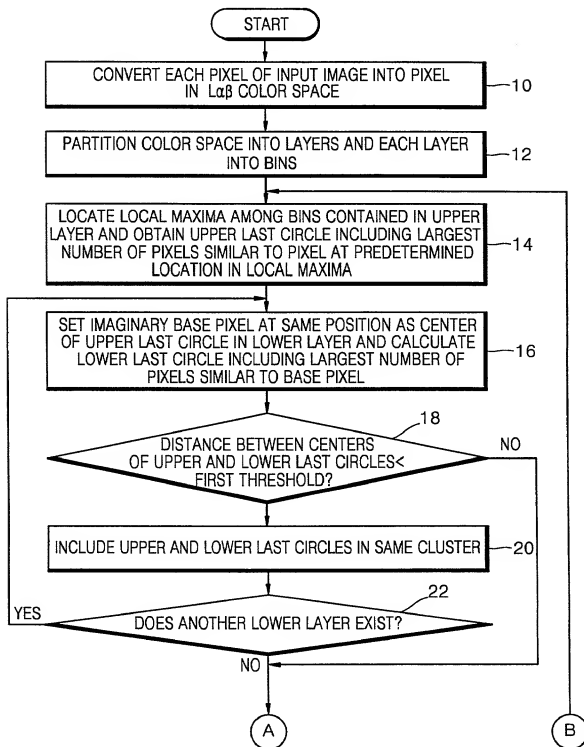 START
CONVERT EACH PIXEL OF INPUT IMAGE INTO PIXEL
IN Lαβ COLOR SPACE
10
PARTITION COLOR SPACE INTO LAYERS AND EACH LAYER
INTO BINS
12
LOCATE LOCAL MAXIMA AMONG BINS CONTAINED IN UPPER
LAYER AND OBTAIN UPPER LAST CIRCLE INCLUDING LARGEST
NUMBER OF PIXELS SIMILAR TO PIXEL AT PREDETERMINED
LOCATION IN LOCAL MAXIMA
14
SET IMAGINARY BASE PIXEL AT SAME POSITION AS CENTER
OF UPPER LAST CIRCLE IN LOWER LAYER AND CALCULATE
LOWER LAST CIRCLE INCLUDING LARGEST NUMBER OF
PIXELS SIMILAR TO BASE PIXEL
16
18
DISTANCE BETWEEN CENTERS
OF UPPER AND LOWER LAST CIRCLES<
FIRST THRESHOLD?
NO
INCLUDE UPPER AND LOWER LAST CIRCLES IN SAME CLUSTER
20
22
YES
DOES ANOTHER LOWER LAYER EXIST?
NO
A
B